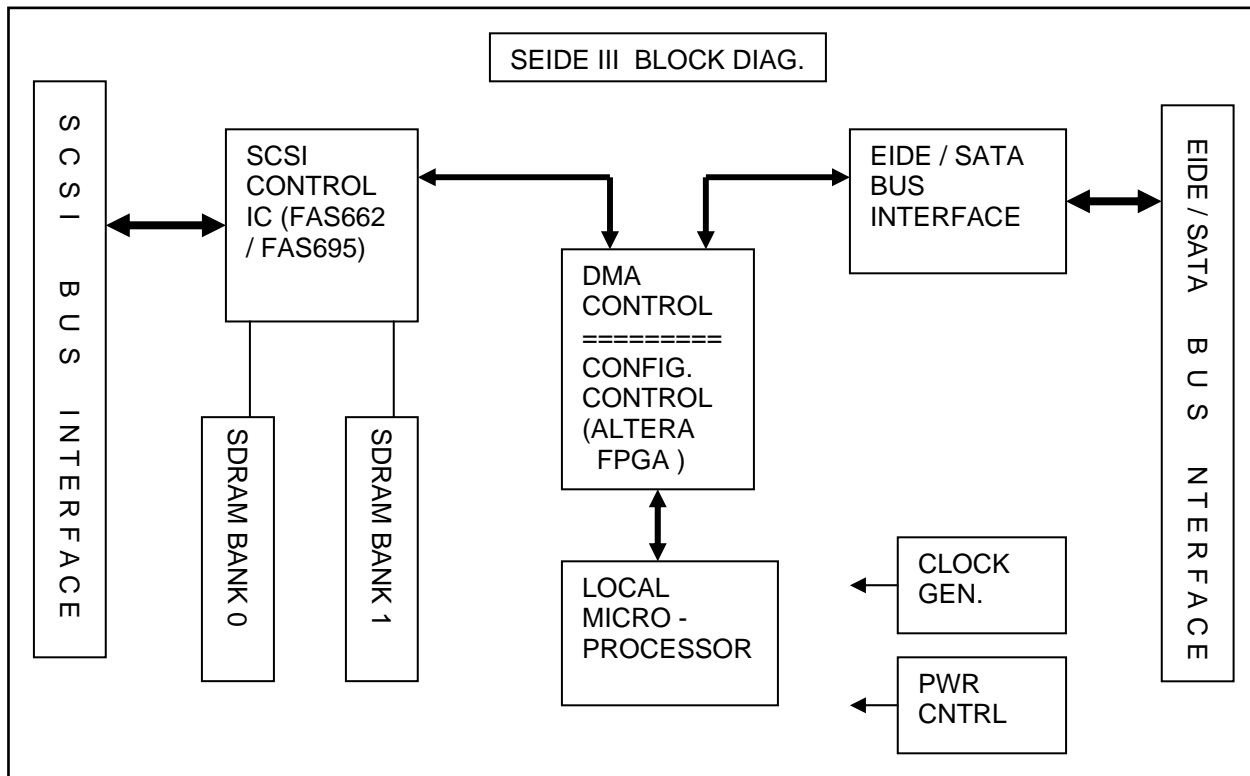 SEIDE III BLOCK DIAG.
S C S I B U S I N T E R F A C E
SCSI
CONTROL
IC (FAS662
/ FAS695)
EIDE / SATA
BUS
INTERFACE
EIDE / SATA B U S N T E R F A C E
DMA
CONTROL
=========
CONFIG.
CONTROL
(ALTERA
FPGA )
SDRAM BANK 0
SDRAM BANK 1
LOCAL
MICRO -
PROCESSOR
CLOCK
GEN.
PWR
CNTRL